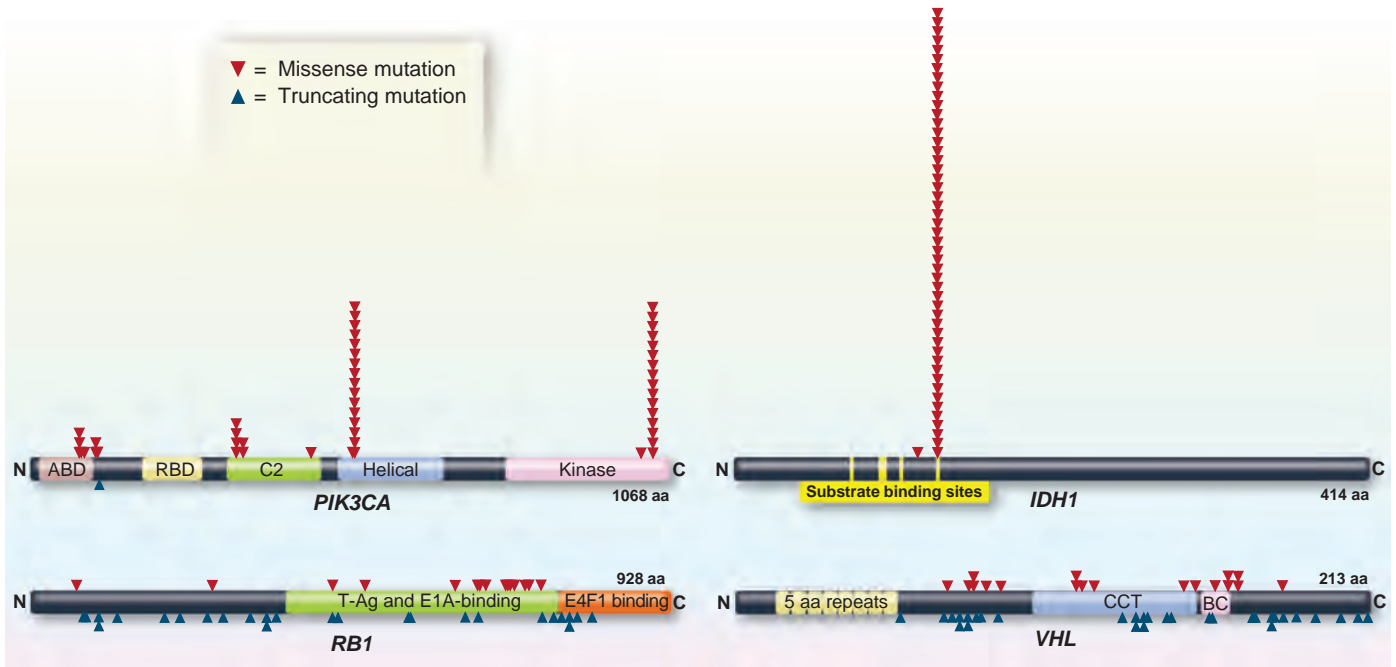 = Missense mutation
= Truncating mutation
N ABD RBD C2 Helical Kinase C
1068 aa
PIK3CA
N C
Substrate binding sites
414 aa
IDH1
928 aa
N T-Ag and E1A-binding E4F1 binding C
RB1
213 aa
N 5 aa repeats CCT BC C
VHL